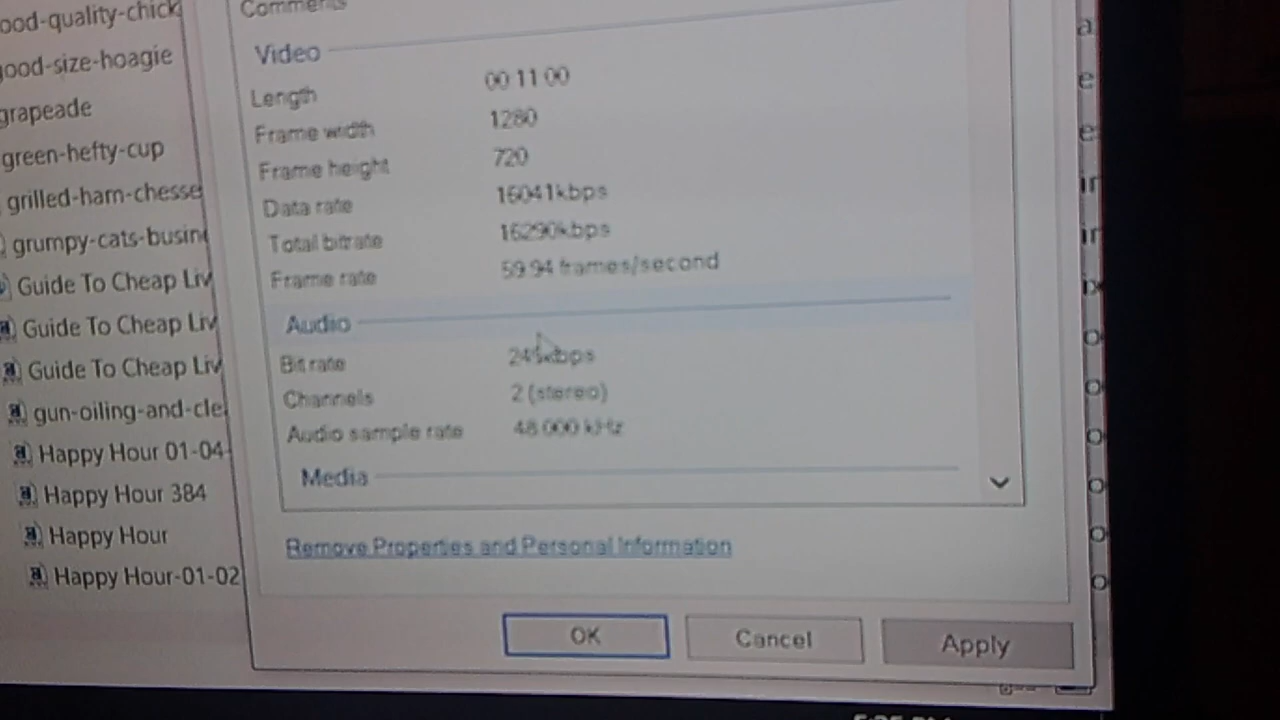 ood-quality-chick
good-size-hoagie
grapeade
green-hefty-cup
grilled-ham-chesse
grumpy-cats-busin
Guide To Cheap Liv
Guide To Cheap Liv
Guide To Cheap Liv
gun-oiling-and-cle
Happy Hour 01-04-
Happy Hour 384
Happy Hour
Happy Hour-01-02
Comments
Video
Length 00:11:00
Frame width 1280
Frame height 720
Data rate 16041kbps
Total bitrate 16290kbps
Frame rate 59.94 frames/second
Audio
Bit rate
Channels 2 (stereo)
Audio sample rate 48.000 kHz
Media
Remove Properties and Personal Information
OK Cancel Apply